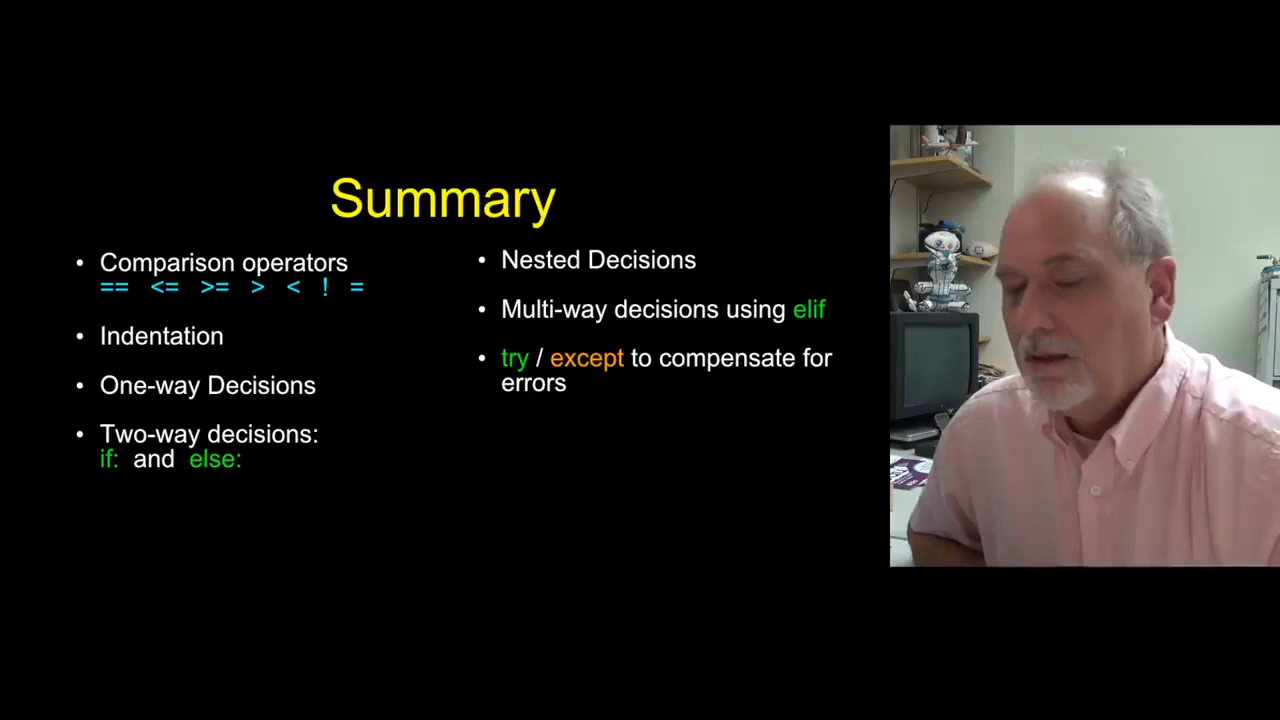 Summary
• Comparison operators
== <= >= > < ! =
• Indentation
• One-way Decisions
• Two-way decisions:
if: and else:
• Nested Decisions
• Multi-way decisions using elif
• try / except to compensate for
errors